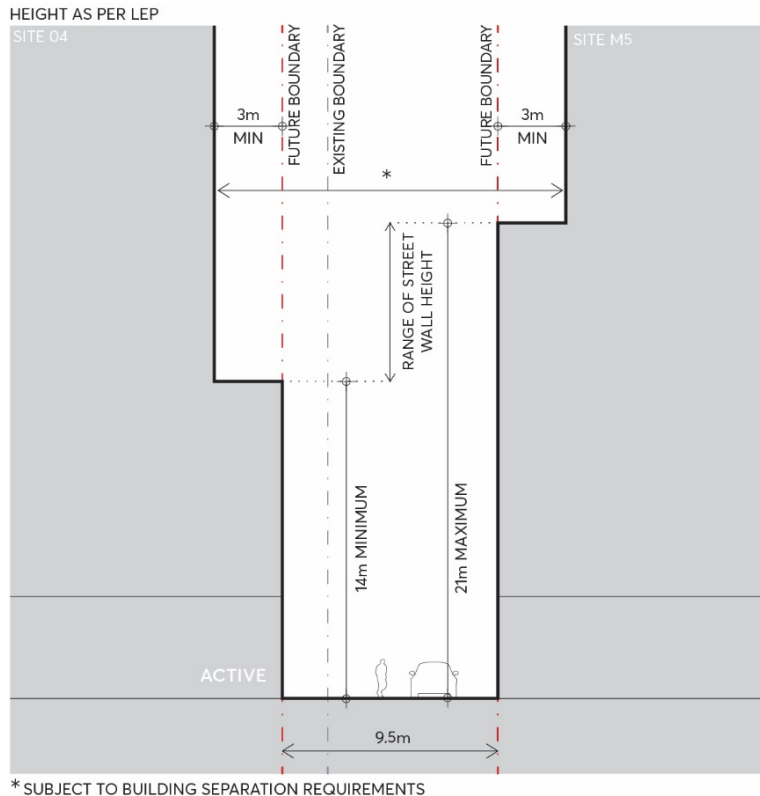 HEIGHT AS PER LEP
SITE 04
FUTURE BOUNDARY
EXISTING BOUNDARY
FUTURE BOUNDARY
SITE M5
3m
MIN
3m
MIN
*
RANGE OF STREET
WALL HEIGHT
14m MINIMUM
21m MAXIMUM
ACTIVE
9.5m
* SUBJECT TO BUILDING SEPARATION REQUIREMENTS